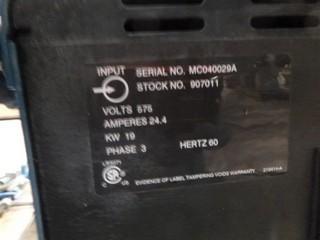 INPUT SERIAL NO. MC040029A
STOCK NO. 907011
VOLTS 575
AMPERES 24.4
KW 19
PHASE 3 HERTZ 60
EVIDENCE OF LABEL TAMPERING VOIDS WARRANTY